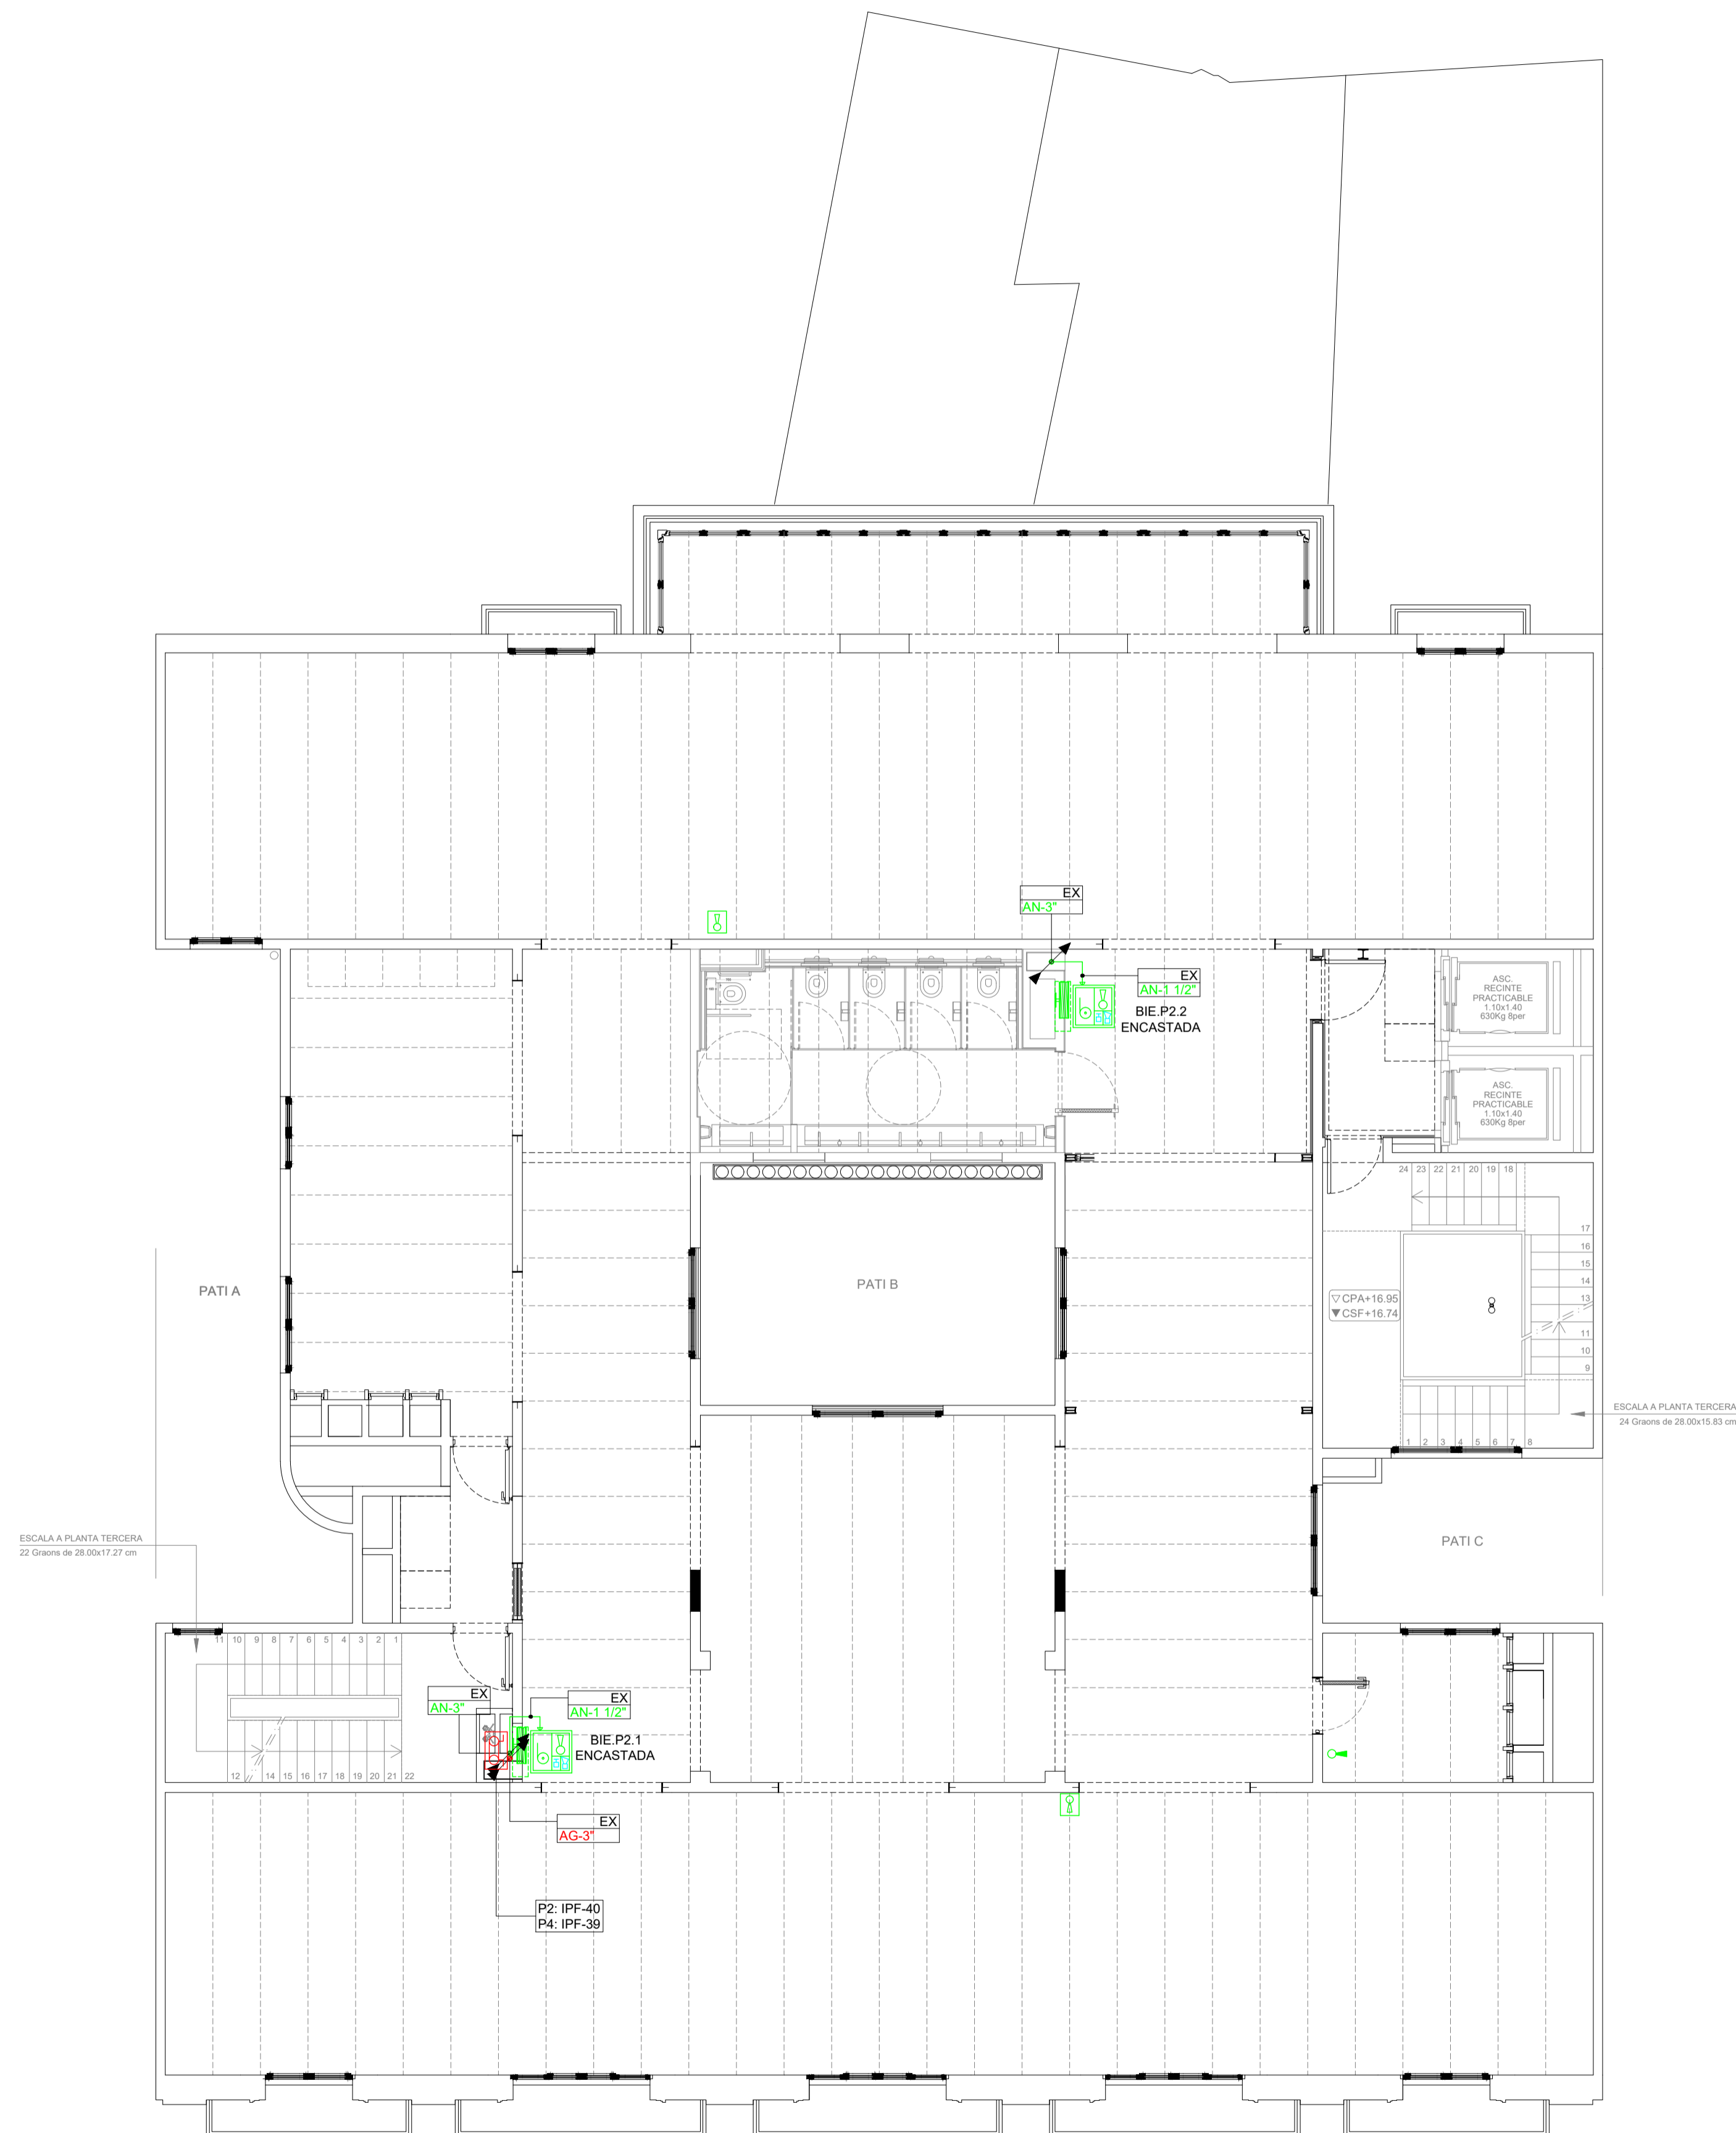 EX
AN-3"
EX
AN-1 1/2"
BIE.P2.2
ENCASTADA
ASC.
RECINTE
PRACTICABLE
1.10x1.40
630Kg 8per
ASC.
RECINTE
PRACTICABLE
1.10x1.40
630Kg 8per
24 23 22 21 20 19 18
17
16
15
14
13
11
10
9
1 2 3 4 5 6 7 8
PATI A
PATI B
CPA+16.95
CSF+16.74
ESCALA A PLANTA TERCERA
24 Graons de 28.00x15.83 cm
ESCALA A PLANTA TERCERA
22 Graons de 28.00x17.27 cm
PATI C
11 10 9 8 7 6 5 4 3 2 1
12 14 15 16 17 18 19 20 21 22
EX
AN-3"
EX
AN-1 1/2"
BIE.P2.1
ENCASTADA
EX
AG-3"
P2: IPF-40
P4: IPF-39